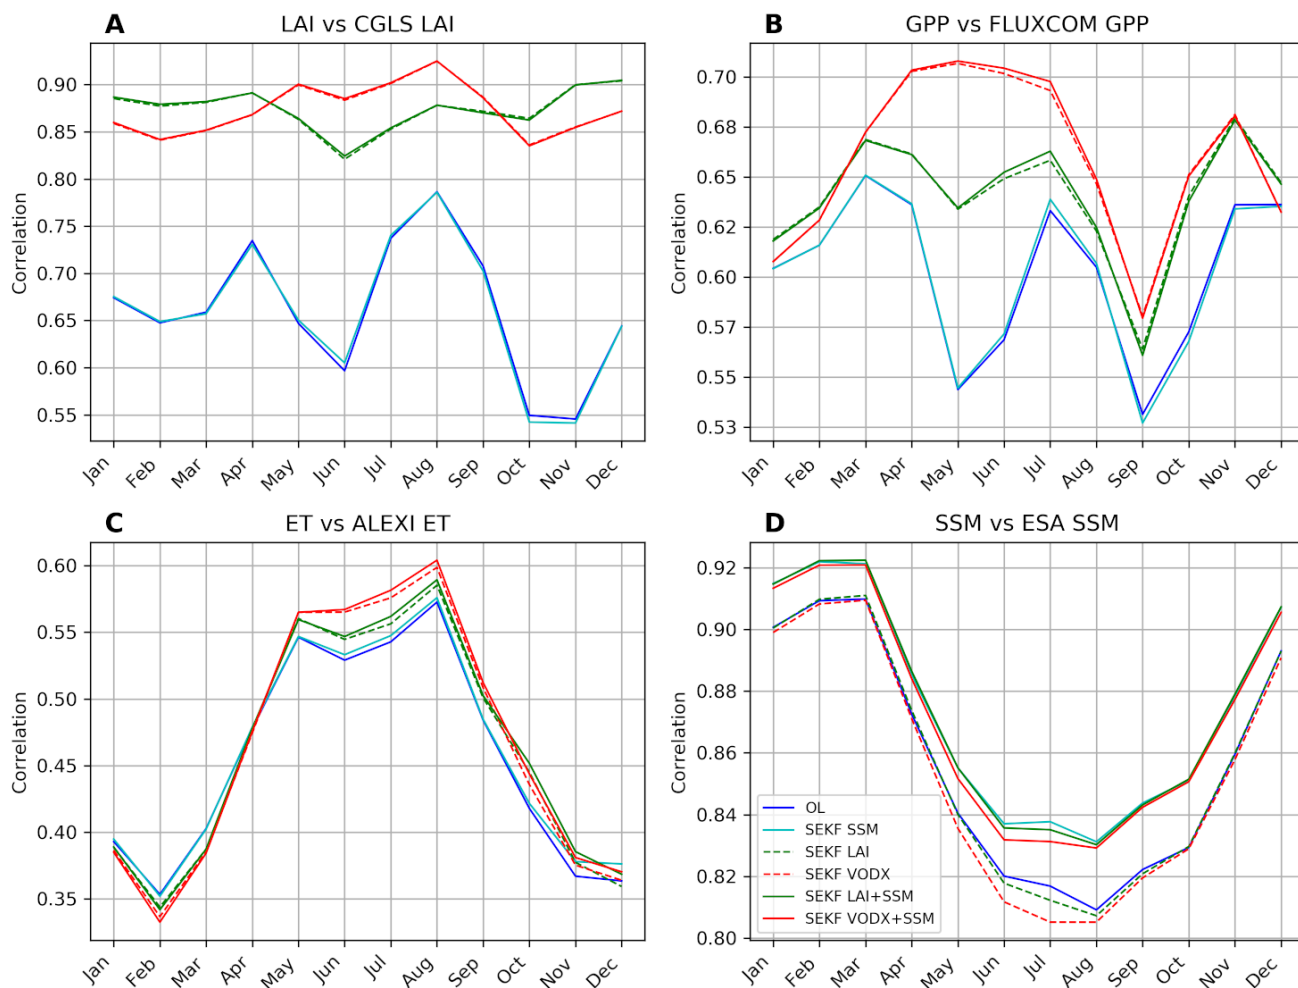 A
LAI vs CGLS LAI
Correlation
0.90
0.85
0.80
0.75
0.70
0.65
0.60
0.55
Jan
Feb
Mar
Apr
May
Jun
Jul
Aug
Sep
Oct
Nov
Dec
B
GPP vs FLUXCOM GPP
Correlation
0.70
0.68
0.65
0.62
0.60
0.57
0.55
0.53
Jan
Feb
Mar
Apr
May
Jun
Jul
Aug
Sep
Oct
Nov
Dec
C
ET vs ALEXI ET
Correlation
0.60
0.55
0.50
0.45
0.40
0.35
Jan
Feb
Mar
Apr
May
Jun
Jul
Aug
Sep
Oct
Nov
Dec
D
SSM vs ESA SSM
Correlation
0.92
0.90
0.88
0.86
0.84
0.82
0.80
OL
SEKF SSM
SEKF LAI
SEKF VODX
SEKF LAI+SSM
SEKF VODX+SSM
Jan
Feb
Mar
Apr
May
Jun
Jul
Aug
Sep
Oct
Nov
Dec